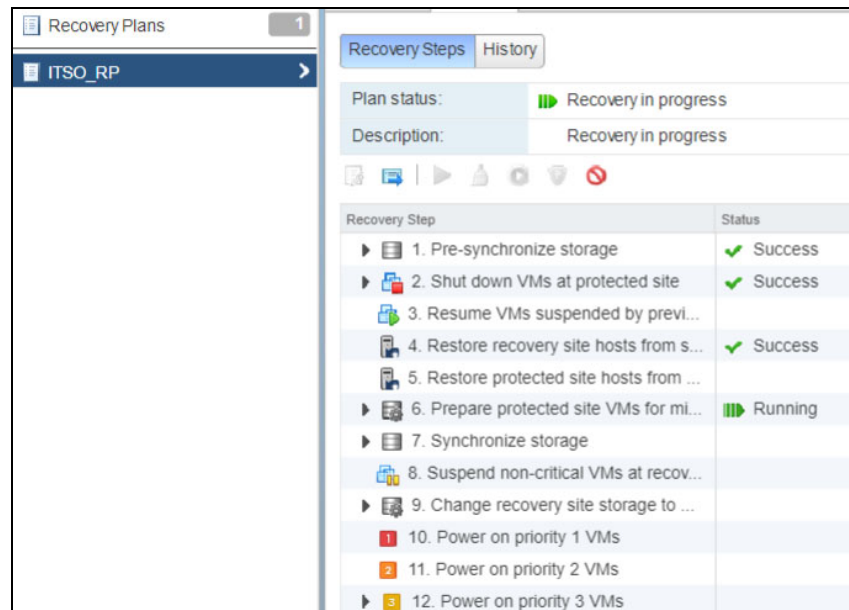 Recovery Plans 1
ITSO_RP
Recovery Steps History
Plan status: Recovery in progress
Description: Recovery in progress
Recovery Step Status
1. Pre-synchronize storage Success
2. Shut down VMs at protected site Success
3. Resume VMs suspended by previ...
4. Restore recovery site hosts from s... Success
5. Restore protected site hosts from ...
6. Prepare protected site VMs for mi... Running
7. Synchronize storage
8. Suspend non-critical VMs at recov...
9. Change recovery site storage to ...
1 10. Power on priority 1 VMs
2 11. Power on priority 2 VMs
3 12. Power on priority 3 VMs